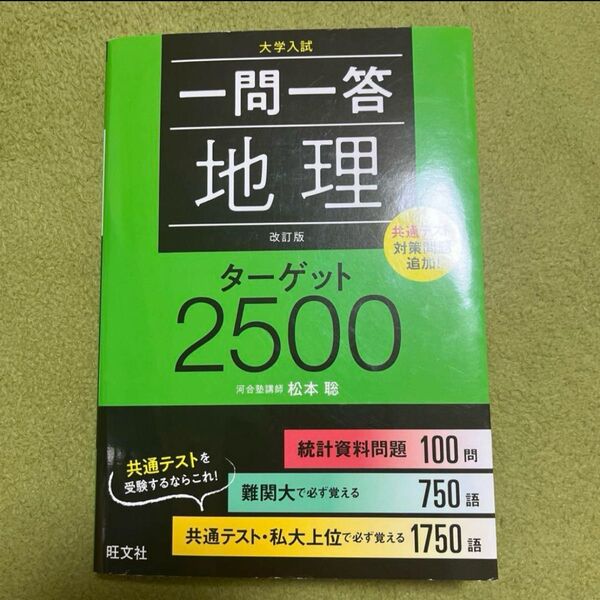 大学入試
一問一答
地理
改訂版
共通テスト
対策問題
追加!
ターゲット
2500
河合塾講師 松本 聡
共通テストを
受験するならこれ!
統計資料問題 100問
難関大で必ず覚える 750語
共通テスト・私大上位で必ず覚える 1750語
旺文社